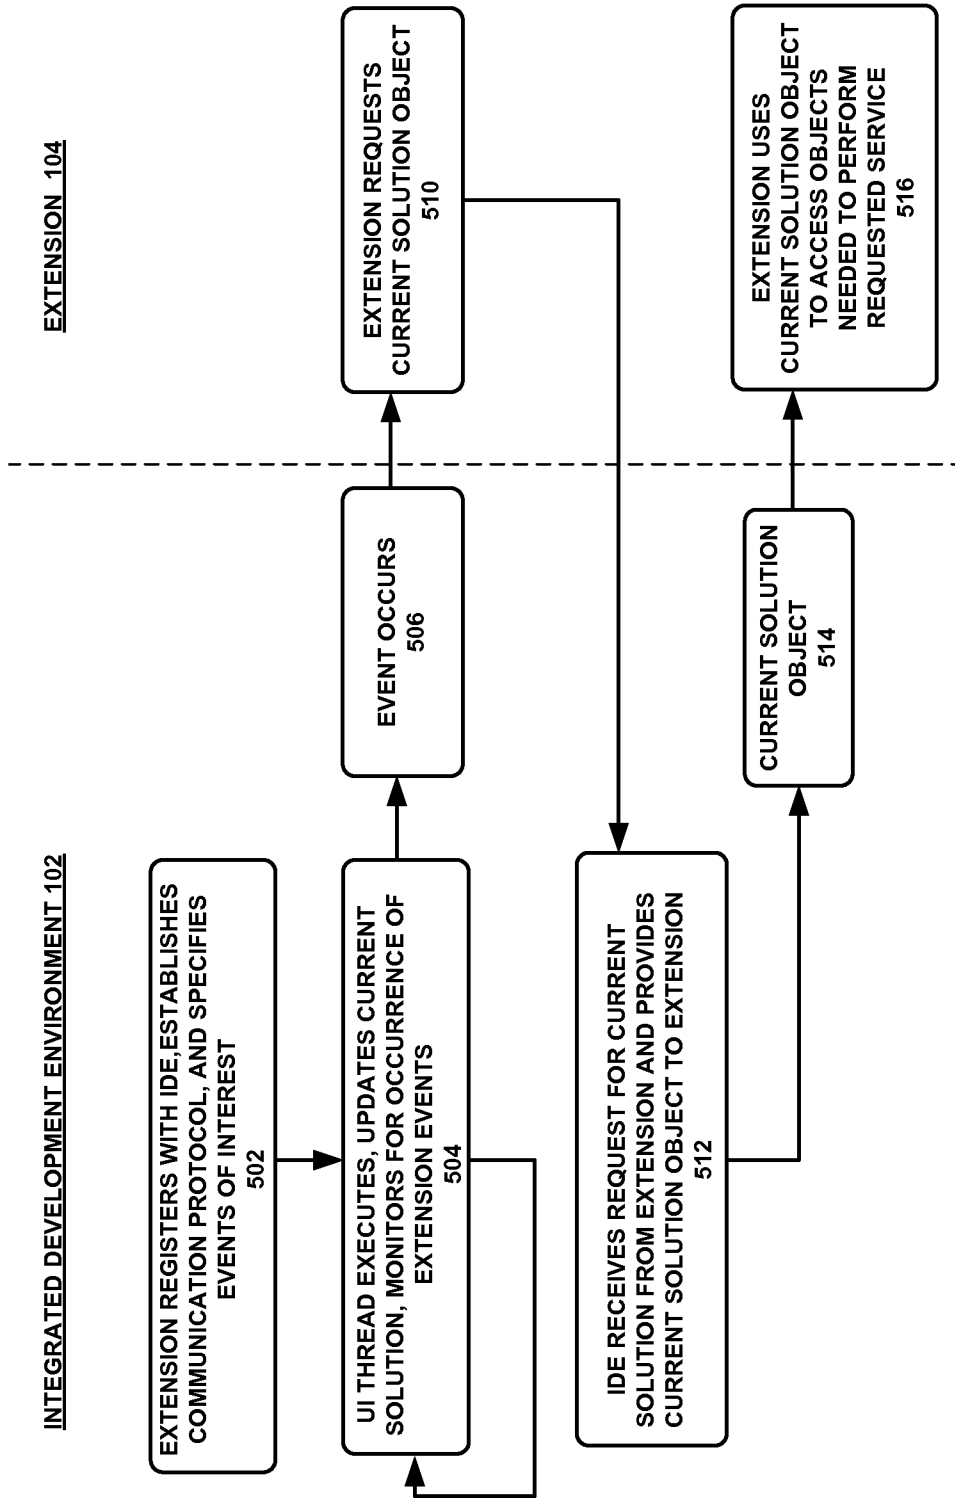 INTEGRATED DEVELOPMENT ENVIRONMENT 102
EXTENSION 104
EXTENSION REGISTERS WITH IDE,ESTABLISHES
COMMUNICATION PROTOCOL, AND SPECIFIES
EVENTS OF INTEREST
502
UI THREAD EXECUTES, UPDATES CURRENT
SOLUTION, MONITORS FOR OCCURRENCE OF
EXTENSION EVENTS
504
EVENT OCCURS
506
EXTENSION REQUESTS
CURRENT SOLUTION OBJECT
510
IDE RECEIVES REQUEST FOR CURRENT
SOLUTION FROM EXTENSION AND PROVIDES
CURRENT SOLUTION OBJECT TO EXTENSION
512
CURRENT SOLUTION
OBJECT
514
EXTENSION USES
CURRENT SOLUTION OBJECT
TO ACCESS OBJECTS
NEEDED TO PERFORM
REQUESTED SERVICE
516